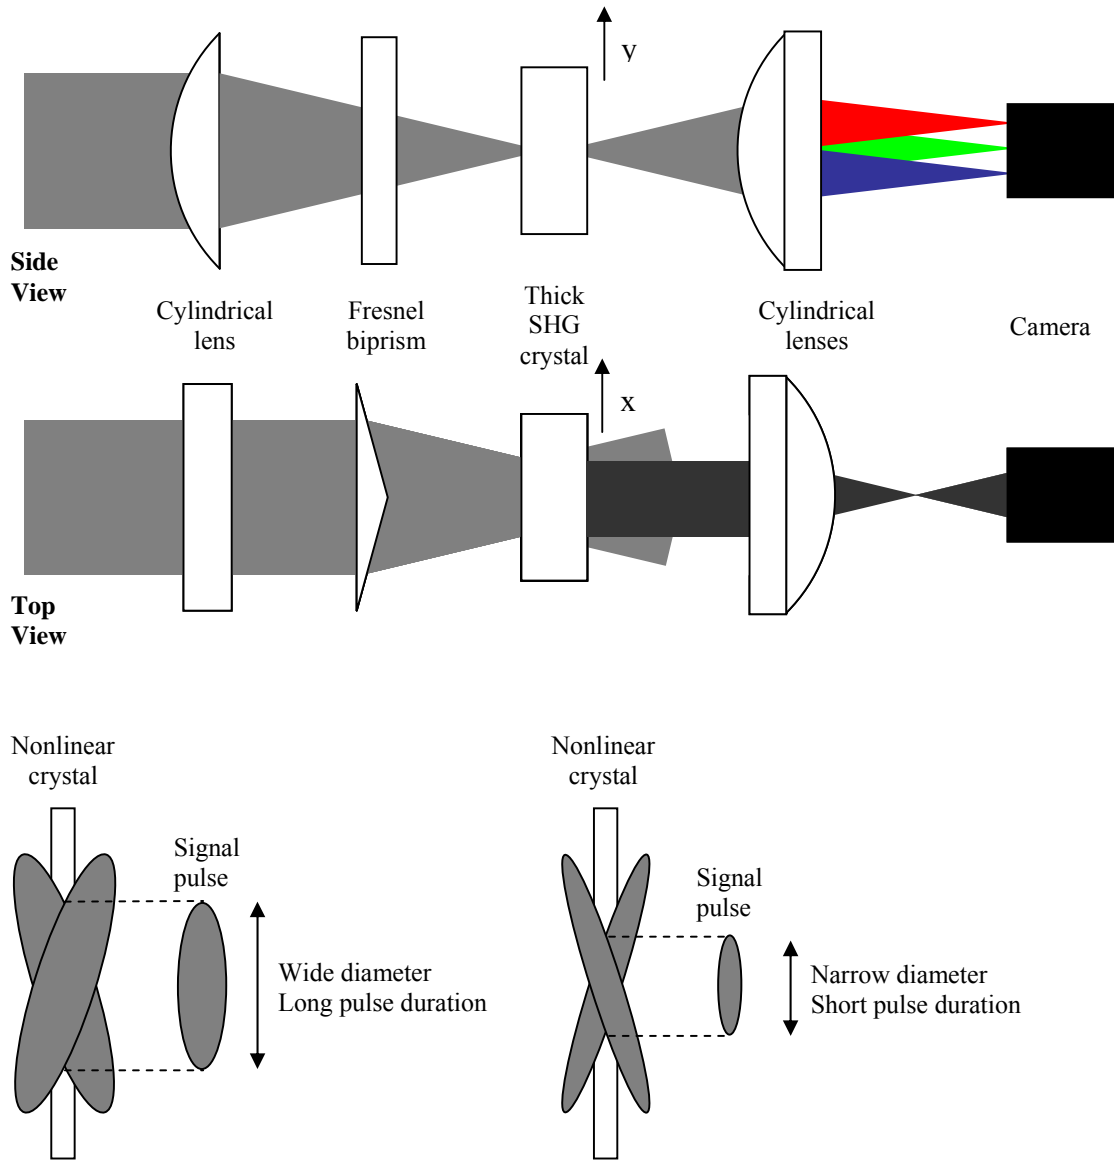 y
Side
View
Cylindrical
lens
Fresnel
biprism
Thick
SHG
crystal
Cylindrical
lenses
Camera
x
Top
View
Nonlinear
crystal
Signal
pulse
Wide diameter
Long pulse duration
Nonlinear
crystal
Signal
pulse
Narrow diameter
Short pulse duration